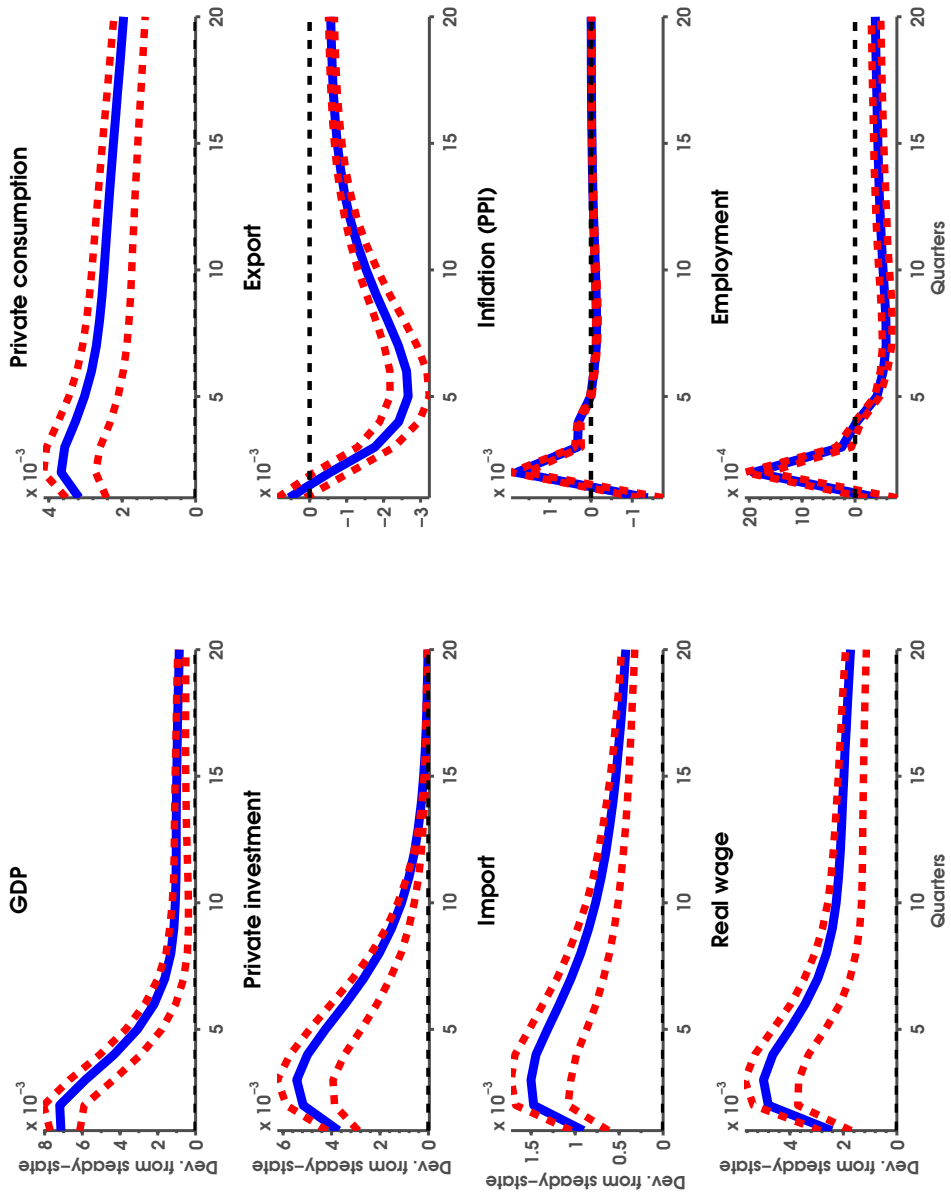 GDP
x 10⁻³
8
6
4
2
0
Dev. from steady-state
5 10 15 20
Private consumption
x 10⁻³
4
2
0
5 10 15 20
Private investment
x 10⁻³
6
4
2
0
Dev. from steady-state
5 10 15 20
Export
x 10⁻³
0
−1
−2
−3
5 10 15 20
Import
x 10⁻³
1.5
1
0.5
0
Dev. from steady-state
5 10 15 20
Inflation (PPI)
x 10⁻³
1
0
−1
5 10 15 20
Real wage
x 10⁻³
4
2
0
Dev. from steady-state
5 10 15 20
Quarters
Employment
x 10⁻⁴
20
10
0
5 10 15 20
Quarters